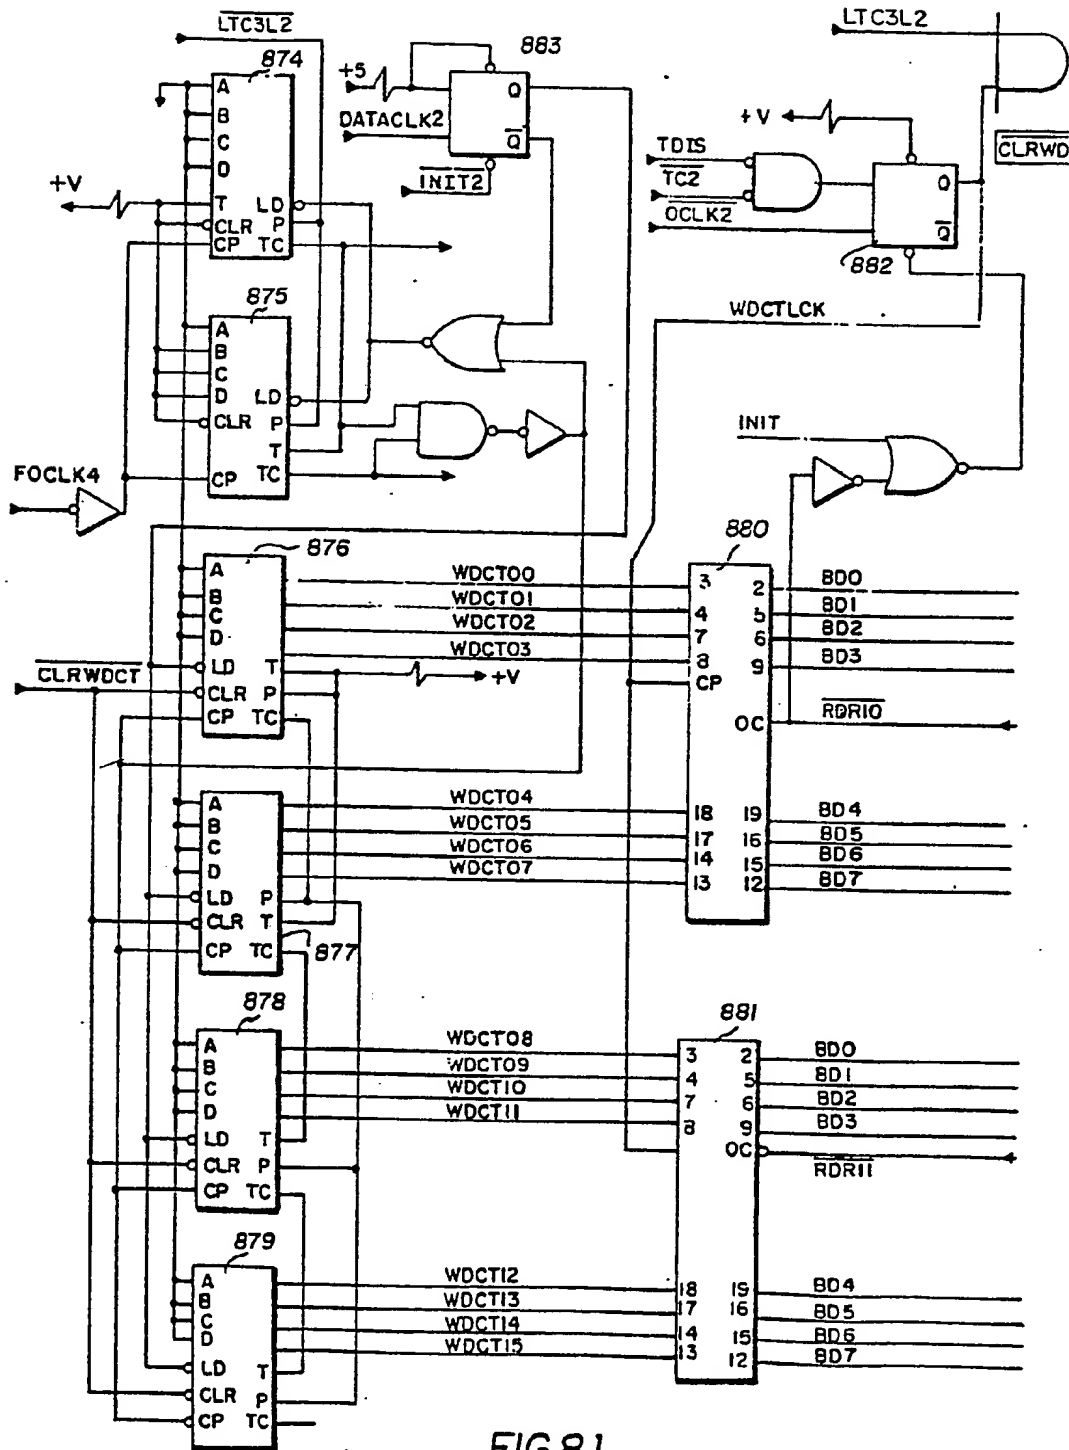 LTC3L2
874
A
B
C
D
T
CLR
CP
LD
P
TC
+V
+5
DATACLK2
INIT2
883
Q
Q
LTC3L2
+V
CLRWD
TDIS
TC2
OCLK2
Q
Q
882
WDCTLCK
875
A
B
C
D
CLR
CP
LD
P
T
TC
FOCLK4
INIT
876
A
B
C
D
LD
CLR
CP
T
P
TC
+V
CLRWDCT
WDCT00
WDCT01
WDCT02
WDCT03
880
3
4
7
8
CP
2
5
6
9
OC
BD0
BD1
BD2
BD3
RDR10
A
B
C
D
LD
CLR
CP
P
T
TC
877
WDCT04
WDCT05
WDCT06
WDCT07
18
17
14
13
19
16
15
12
BD4
BD5
BD6
BD7
878
A
B
C
D
LD
CLR
CP
T
P
TC
WDCT08
WDCT09
WDCT10
WDCT11
881
3
4
7
8
2
5
6
9
OC
BD0
BD1
BD2
BD3
RDR11
879
A
B
C
D
LD
CLR
CP
T
P
TC
WDCT12
WDCT13
WDCT14
WDCT15
18
17
14
13
19
16
15
12
BD4
BD5
BD6
BD7
FIG.81